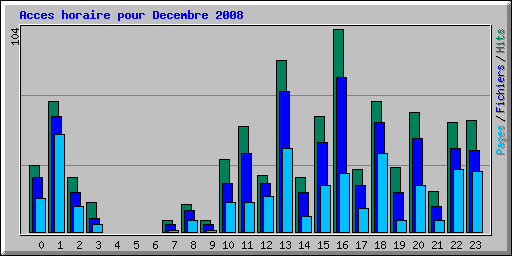 Acces horaire pour Decembre 2008
104
Pages / Fichiers / Hits
0 1 2 3 4 5 6 7 8 9 10 11 12 13 14 15 16 17 18 19 20 21 22 23